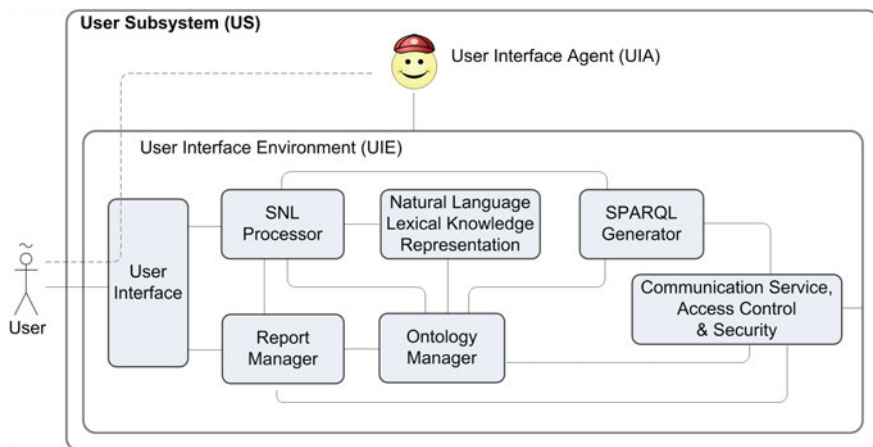 User Subsystem (US)
User Interface Agent (UIA)
User Interface Environment (UIE)
SNL
Processor
Natural Language
Lexical Knowledge
Representation
SPARQL
Generator
User
Interface
User
Communication Service,
Access Control
& Security
Report
Manager
Ontology
Manager